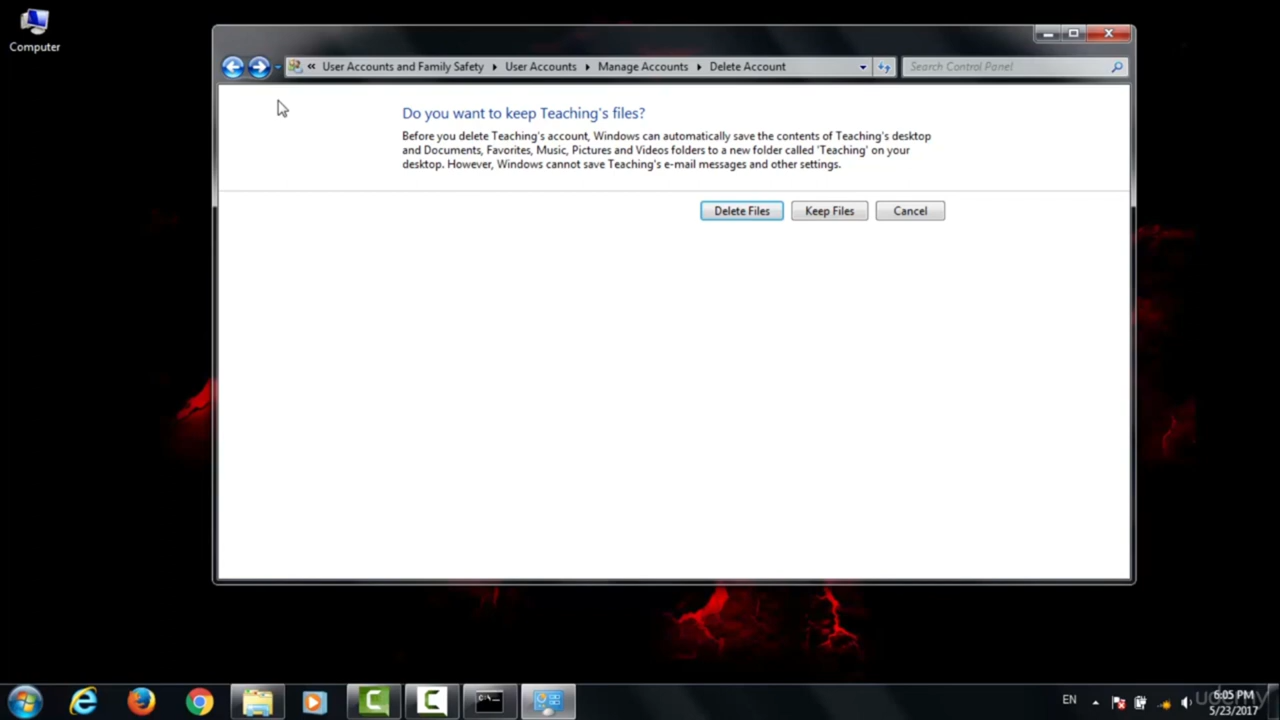 Computer
« User Accounts and Family Safety ▸ User Accounts ▸ Manage Accounts ▸ Delete Account
Search Control Panel
Do you want to keep Teaching's files?
Before you delete Teaching's account, Windows can automatically save the contents of Teaching's desktop
and Documents, Favorites, Music, Pictures and Videos folders to a new folder called 'Teaching' on your
desktop. However, Windows cannot save Teaching's e-mail messages and other settings.
Delete Files
Keep Files
Cancel
C:\
EN
6:05 PM
5/23/2017
udemy